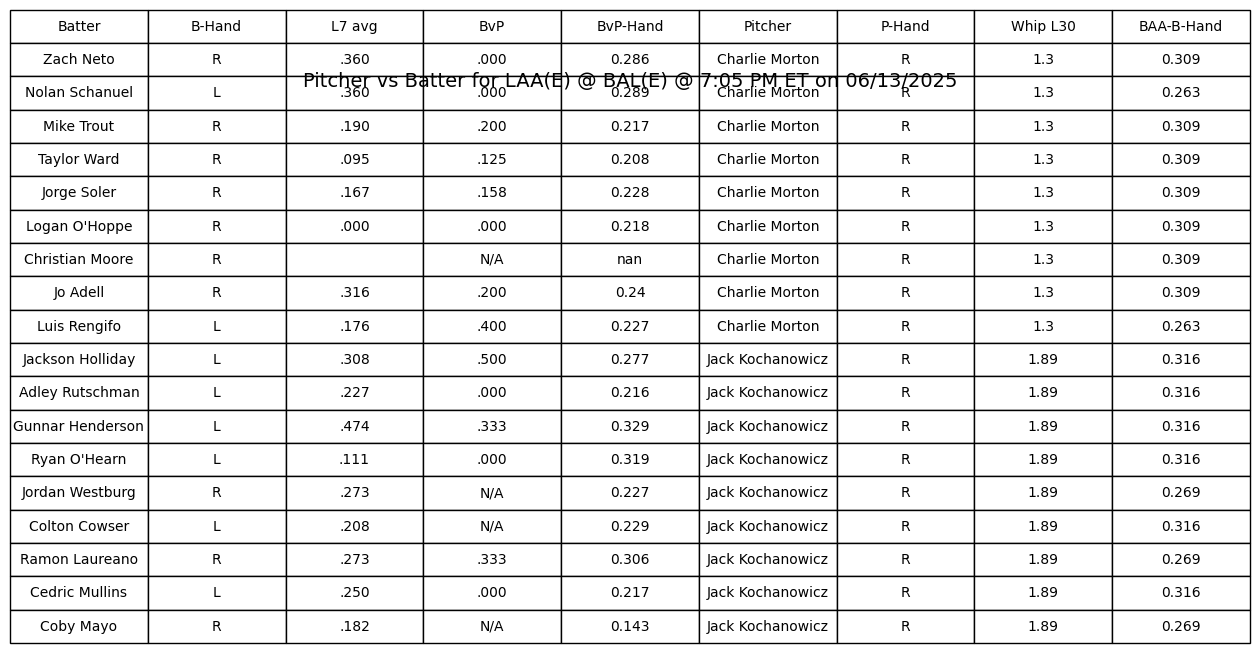 Batter B-Hand L7 avg BvP BvP-Hand Pitcher P-Hand Whip L30 BAA-B-Hand
Zach Neto R .360 .000 0.286 Charlie Morton R 1.3 0.309
Pitcher vs Batter for LAA(E) @ BAL(E) @ 7:05 PM ET on 06/13/2025
Nolan Schanuel L .360 .000 0.289 Charlie Morton R 1.3 0.263
Mike Trout R .190 .200 0.217 Charlie Morton R 1.3 0.309
Taylor Ward R .095 .125 0.208 Charlie Morton R 1.3 0.309
Jorge Soler R .167 .158 0.228 Charlie Morton R 1.3 0.309
Logan O'Hoppe R .000 .000 0.218 Charlie Morton R 1.3 0.309
Christian Moore R N/A nan Charlie Morton R 1.3 0.309
Jo Adell R .316 .200 0.24 Charlie Morton R 1.3 0.309
Luis Rengifo L .176 .400 0.227 Charlie Morton R 1.3 0.263
Jackson Holliday L .308 .500 0.277 Jack Kochanowicz R 1.89 0.316
Adley Rutschman L .227 .000 0.216 Jack Kochanowicz R 1.89 0.316
Gunnar Henderson L .474 .333 0.329 Jack Kochanowicz R 1.89 0.316
Ryan O'Hearn L .111 .000 0.319 Jack Kochanowicz R 1.89 0.316
Jordan Westburg R .273 N/A 0.227 Jack Kochanowicz R 1.89 0.269
Colton Cowser L .208 N/A 0.229 Jack Kochanowicz R 1.89 0.316
Ramon Laureano R .273 .333 0.306 Jack Kochanowicz R 1.89 0.269
Cedric Mullins L .250 .000 0.217 Jack Kochanowicz R 1.89 0.316
Coby Mayo R .182 N/A 0.143 Jack Kochanowicz R 1.89 0.269